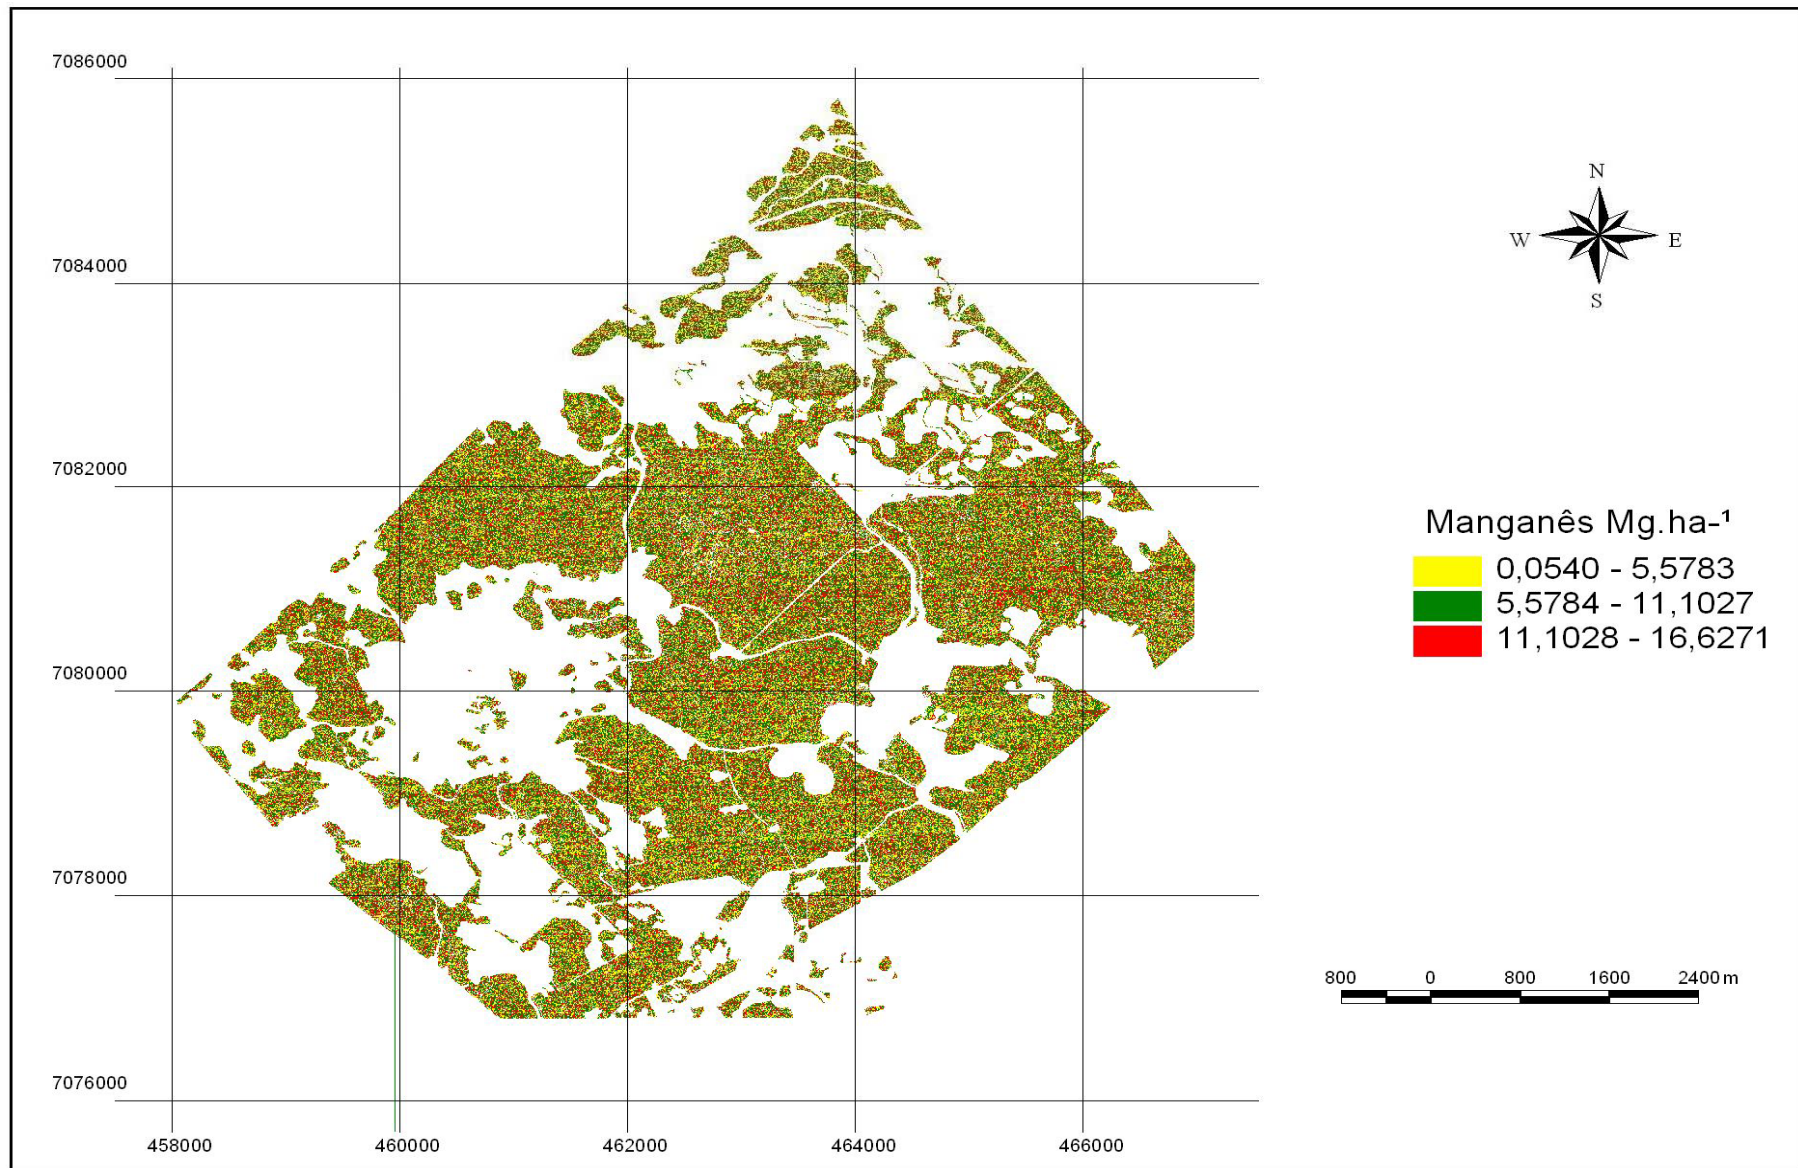 7086000
7084000
7082000
7080000
7078000
7076000
458000 460000 462000 464000 466000
N
W E
S
Manganês Mg.ha-¹
0,0540 - 5,5783
5,5784 - 11,1027
11,1028 - 16,6271
800 0 800 1600 2400 m